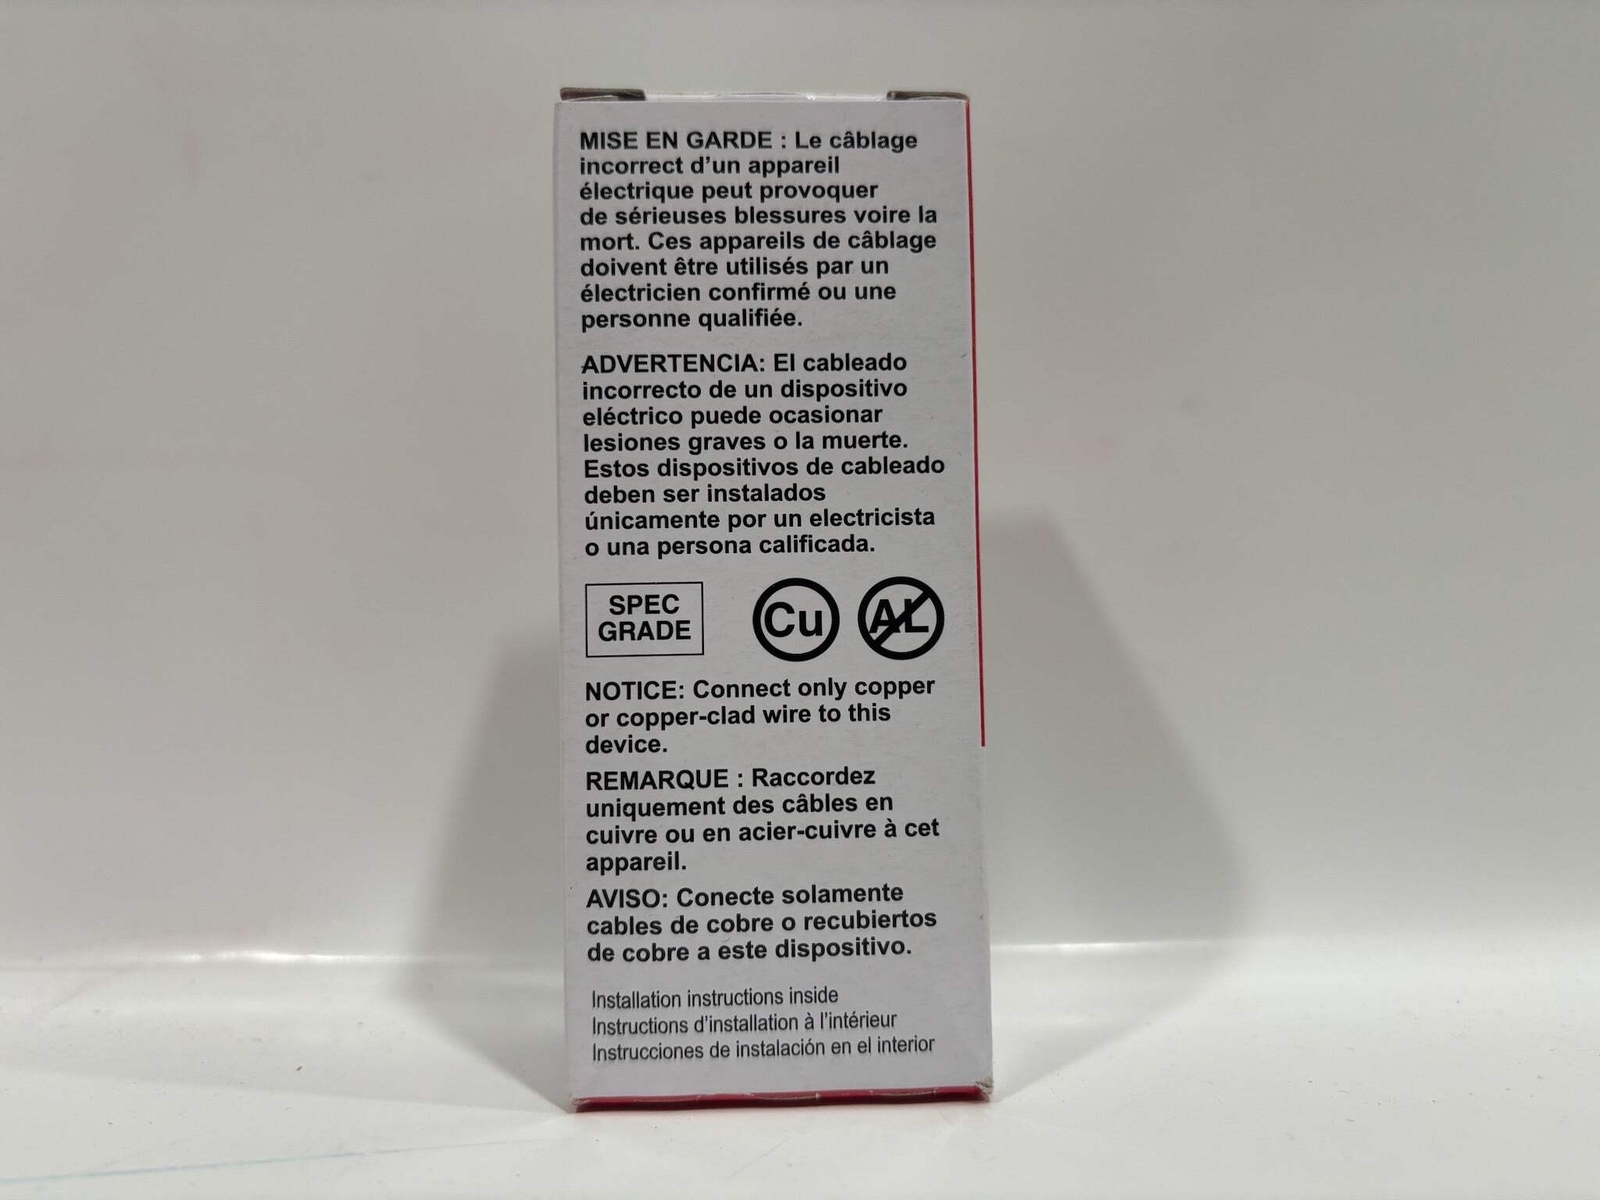 MISE EN GARDE : Le câblage
incorrect d'un appareil
électrique peut provoquer
de sérieuses blessures voire la
mort. Ces appareils de câblage
doivent être utilisés par un
électricien confirmé ou une
personne qualifiée.
ADVERTENCIA: El cableado
incorrecto de un dispositivo
eléctrico puede ocasionar
lesiones graves o la muerte.
Estos dispositivos de cableado
deben ser instalados
únicamente por un electricista
o una persona calificada.
SPEC
GRADE
Cu AL
NOTICE: Connect only copper
or copper-clad wire to this
device.
REMARQUE : Raccordez
uniquement des câbles en
cuivre ou en acier-cuivre à cet
appareil.
AVISO: Conecte solamente
cables de cobre o recubiertos
de cobre a este dispositivo.
Installation instructions inside
Instructions d'installation à l'intérieur
Instrucciones de instalación en el interior